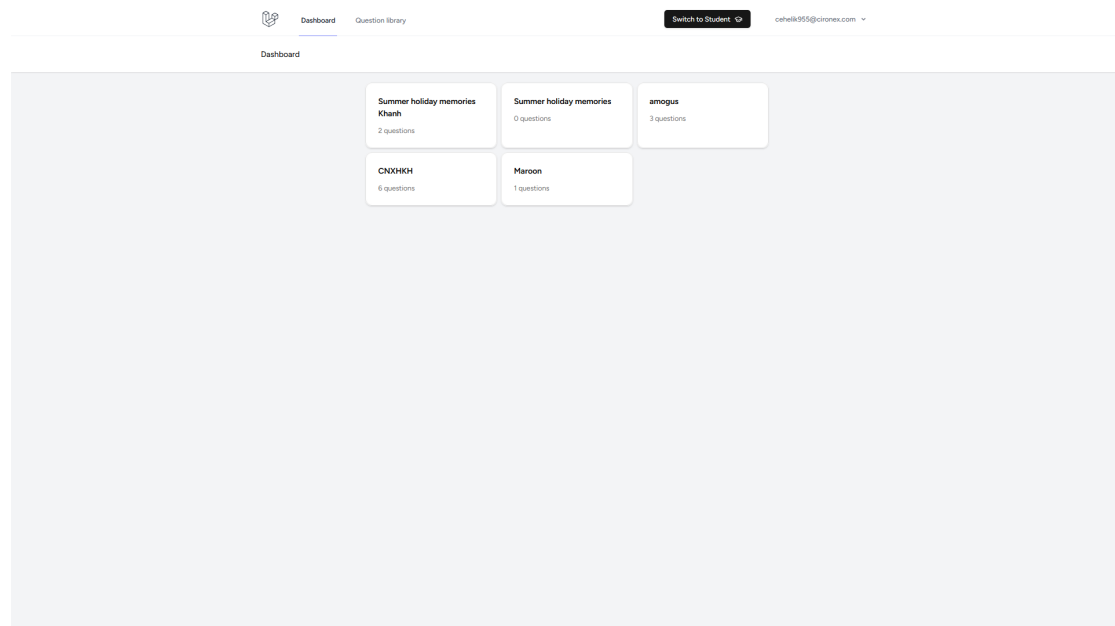 Dashboard
Question library
Switch to Student
cehelik955@cironex.com
Dashboard
Summer holiday memories
Khanh
2 questions
Summer holiday memories
0 questions
amogus
3 questions
CNXHKH
6 questions
Maroon
1 questions